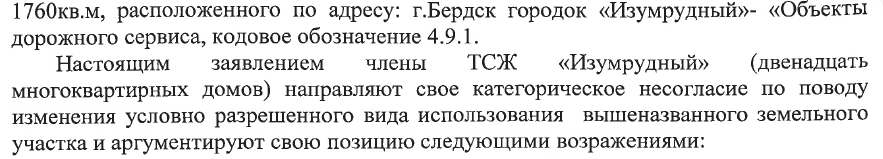 1760кв.м, расположенного по адресу: г.Бердск городок «Изумрудный»- «Объекты
дорожного сервиса, кодовое обозначение 4.9.1.
Настоящим заявлением члены ТСЖ «Изумрудный» (двенадцать
многоквартирных домов) направляют свое категорическое несогласие по поводу
изменения условно разрешенного вида использования вышеназванного земельного
участка и аргументируют свою позицию следующими возражениями: